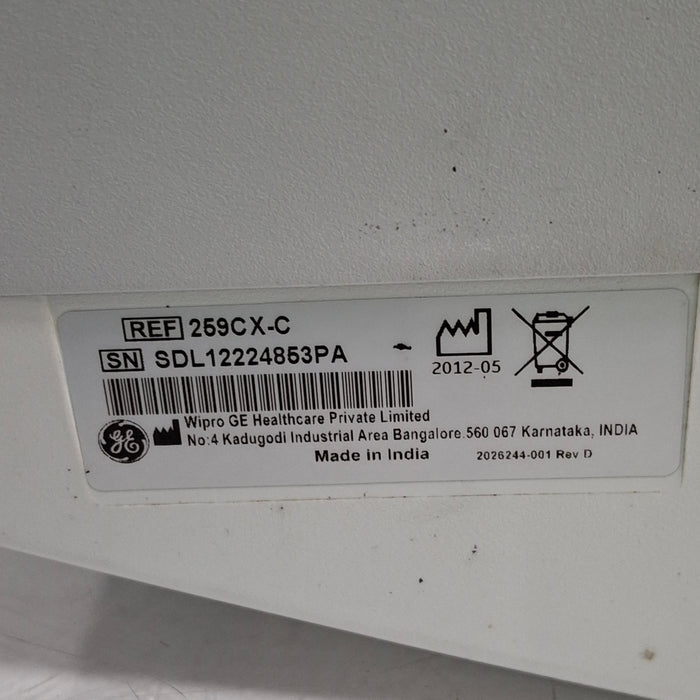 REF 259CX-C
SN SDL12224853PA
2012-05
GE
Wipro GE Healthcare Private Limited
No:4 Kadugodi Industrial Area Bangalore.560 067 Karnataka, INDIA
Made in India
2026244-001 Rev D